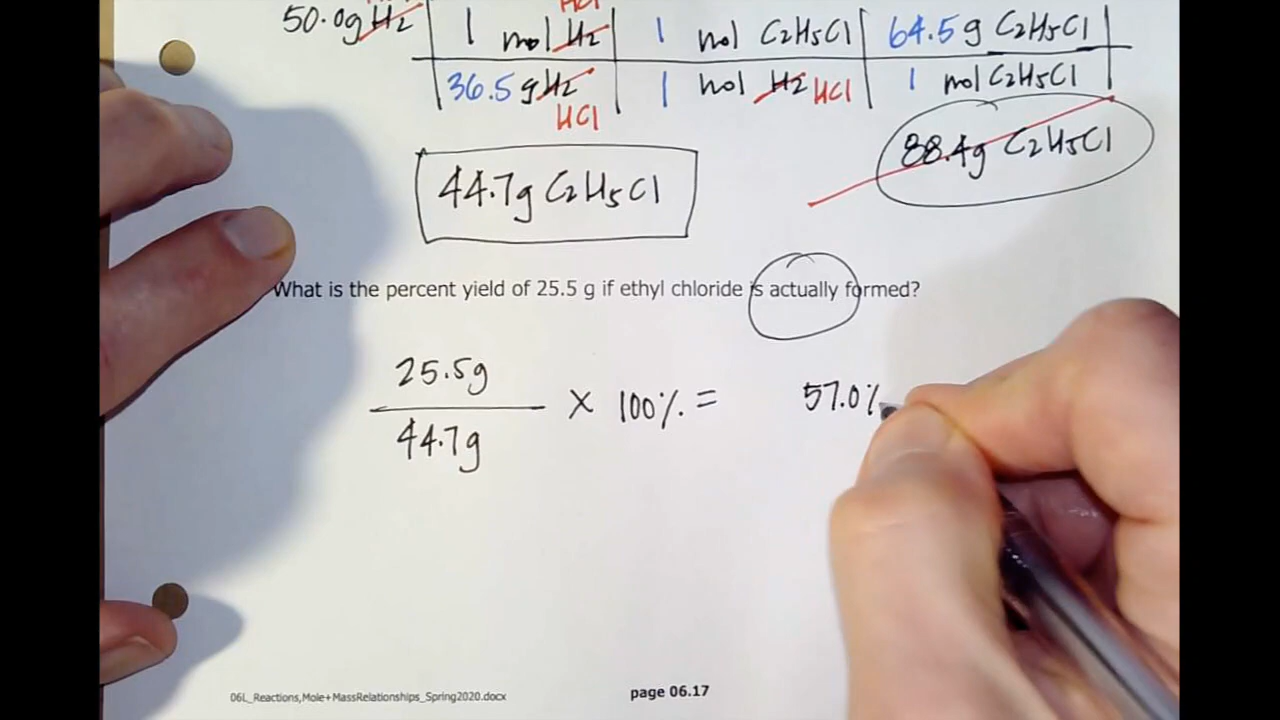 HCl
50.0g H2 | 1 mol H2 | 1 mol C2H5Cl | 64.5 g C2H5Cl |
36.5 g H2 | 1 mol H2 HCl | 1 mol C2H5Cl |
HCl
88.4g C2H5Cl
44.7g C2H5Cl
What is the percent yield of 25.5 g if ethyl chloride is actually formed?
25.5g
44.7g
× 100% = 57.0%
06L_Reactions,Mole+MassRelationships_Spring2020.docx
page 06.17